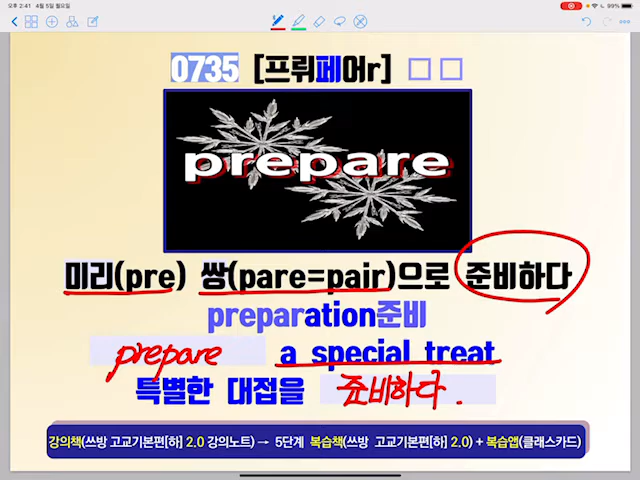 오후 2:41 4월 5일 월요일
99%
0735 [프뤼페어r] □ □
prepare
미리(pre) 쌍(pare=pair)으로 준비하다
preparation준비
prepare a special treat
특별한 대접을 준비하다.
강의책(쓰방 고교기본편[하] 2.0 강의노트) → 5단계 복습책(쓰방 고교기본편[하] 2.0) + 복습앱(클래스카드)